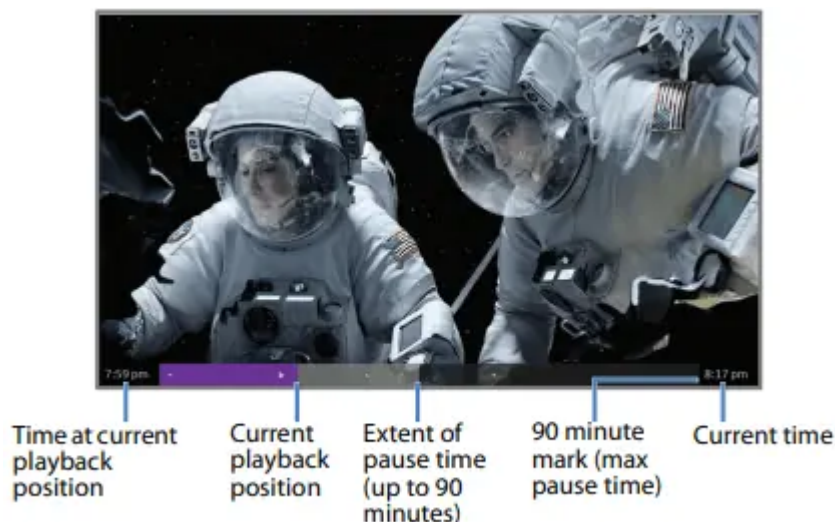 7:59 pm
8:17 pm
Time at current
playback
position
Current
playback
position
Extent of
pause time
(up to 90
minutes)
90 minute
mark (max
pause time)
Current time